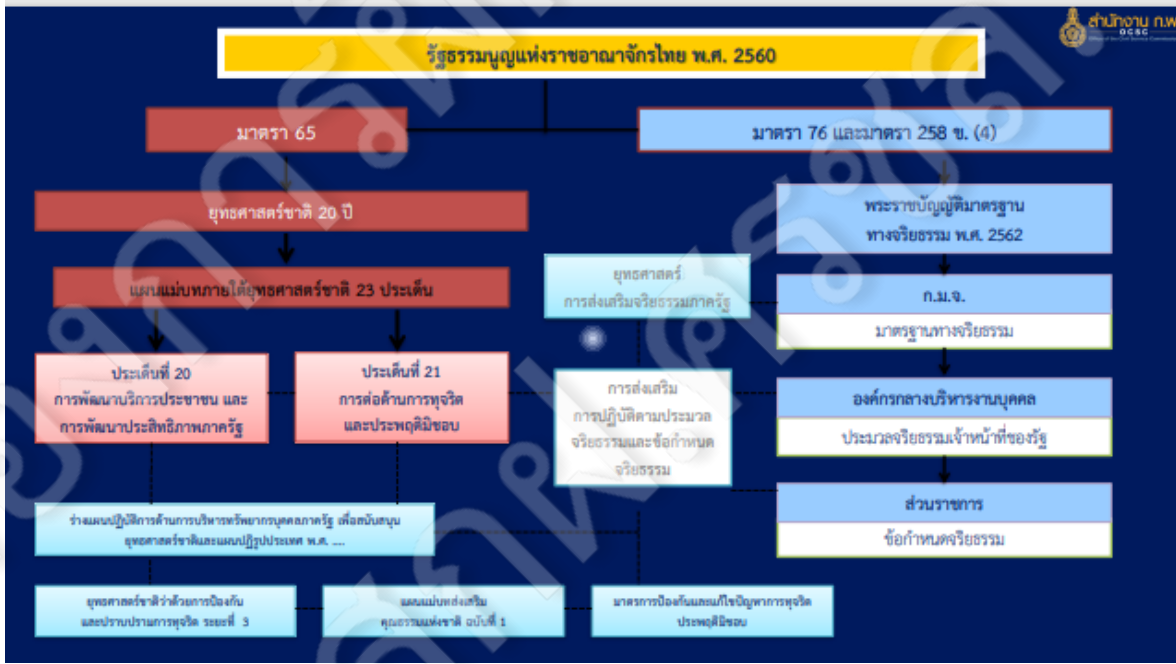 สำนักงาน ก.พ
OCSC
รัฐธรรมนูญแห่งราชอาณาจักรไทย พ.ศ. 2560
มาตรา 65
มาตรา 76 และมาตรา 258 ข. (4)
ยุทธศาสตร์ชาติ 20 ปี
พระราชบัญญัติมาตรฐาน
ทางจริยธรรม พ.ศ. 2562
แผนแม่บทภายใต้ยุทธศาสตร์ชาติ 23 ประเด็น
ยุทธศาสตร์
การส่งเสริมจริยธรรมภาครัฐ
ก.ม.จ.
มาตรฐานทางจริยธรรม
ประเด็นที่ 20
การพัฒนาบริการประชาชน และ
การพัฒนาประสิทธิภาพภาครัฐ
ประเด็นที่ 21
การต่อต้านการทุจริต
และประพฤติมิชอบ
การส่งเสริม
การปฏิบัติตามประมวล
จริยธรรมและข้อกำหนด
จริยธรรม
องค์กรกลางบริหารงานบุคคล
ประมวลจริยธรรมเจ้าหน้าที่ของรัฐ
ส่วนราชการ
ข้อกำหนดจริยธรรม
ร่างแผนปฏิบัติการด้านการบริหารทรัพยากรบุคคลภาครัฐ เพื่อสนับสนุน
ยุทธศาสตร์ชาติและแผนปฏิรูปประเทศ พ.ศ. ....
ยุทธศาสตร์ชาติว่าด้วยการป้องกัน
และปราบปรามการทุจริต ระยะที่ 3
แผนแม่บทส่งเสริม
คุณธรรมแห่งชาติ ฉบับที่ 1
มาตรการป้องกันและแก้ไขปัญหาการทุจริต
ประพฤติมิชอบ